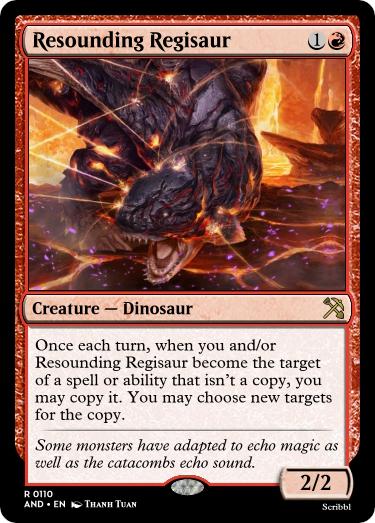 Resounding Regisaur 1
Creature — Dinosaur
Once each turn, when you and/or
Resounding Regisaur become the target
of a spell or ability that isn't a copy, you
may copy it. You may choose new targets
for the copy.
Some monsters have adapted to echo magic as
well as the catacombs echo sound.
2/2
R 0110
AND • EN THANH TUAN
Scribbl